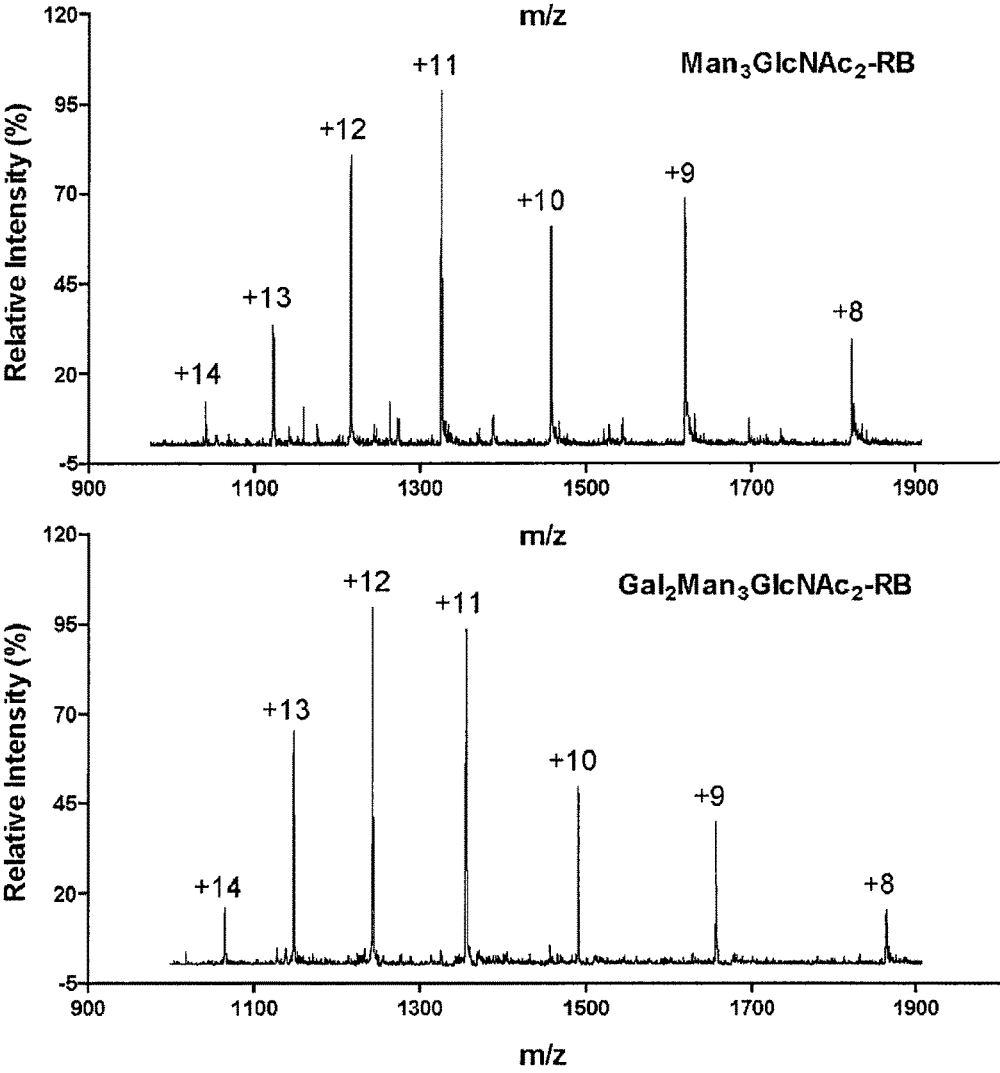 m/z
120
95
70
45
20
-5
Relative Intensity (%)
Man₃GlcNAc₂-RB
+14
+13
+12
+11
+10
+9
+8
900 1100 1300 1500 1700 1900
m/z
120
95
70
45
20
-5
Relative Intensity (%)
Gal₂Man₃GlcNAc₂-RB
+14
+13
+12
+11
+10
+9
+8
900 1100 1300 1500 1700 1900
m/z